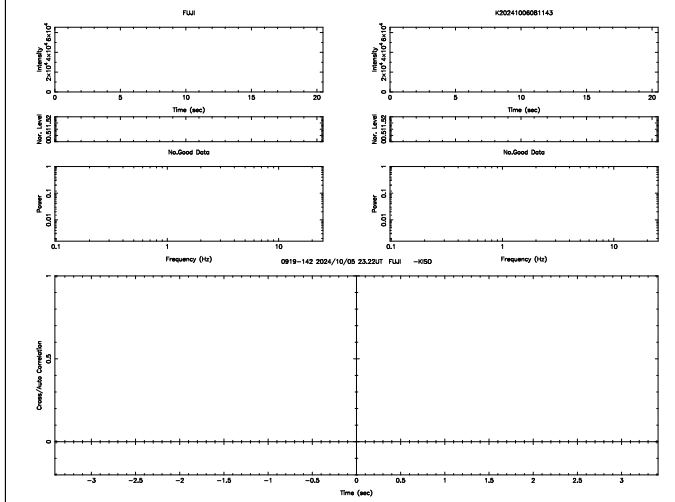 FUJI
K20241006081143
Intensity
2×10⁴ 4×10⁴ 6×10⁴
0
0 5 10 15 20
Time (sec)
Intensity
2×10⁴ 4×10⁴ 6×10⁴
0
0 5 10 15 20
Time (sec)
Nor. Level
00.511.52
Nor. Level
00.511.52
No.Good Data
No.Good Data
Power
1
0.1
0.01
0.1 1 10
Frequency (Hz)
Power
1
0.1
0.01
0.1 1 10
Frequency (Hz)
0919-142 2024/10/05 23.22UT FUJI -KISO
Cross/Auto Correlation
1
0.5
0
-3 -2.5 -2 -1.5 -1 -0.5 0 0.5 1 1.5 2 2.5 3
Time (sec)